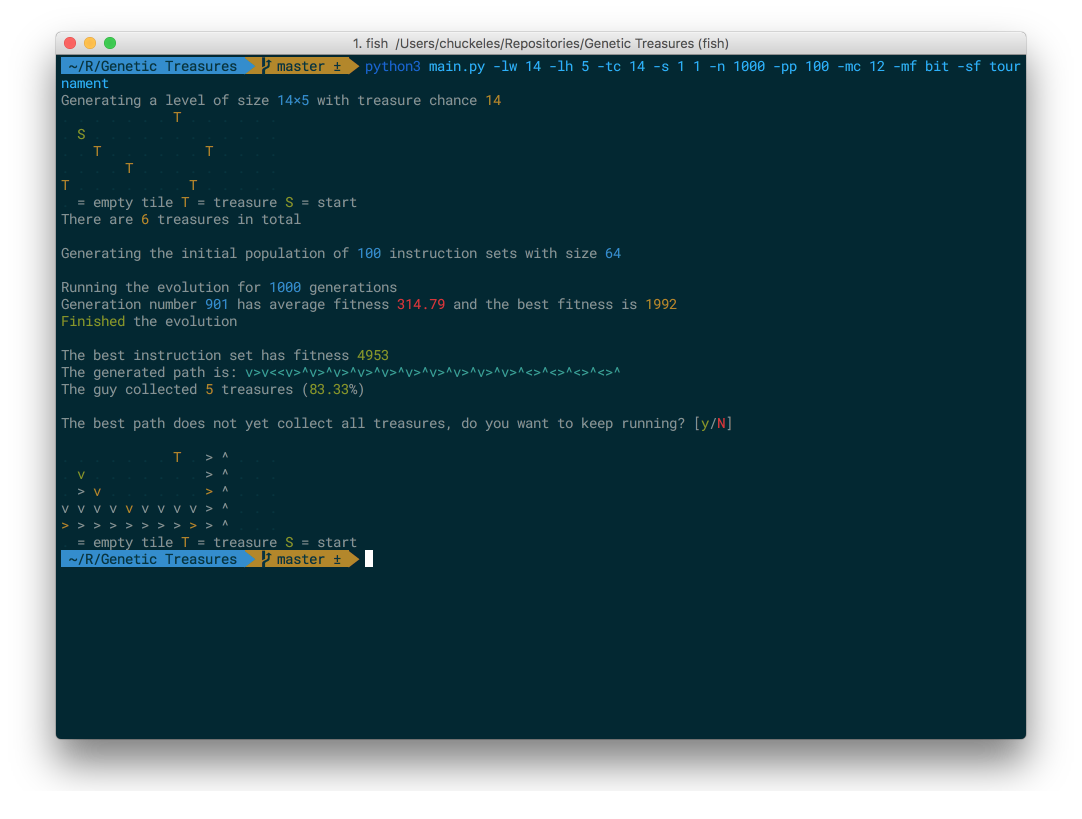 1. fish  /Users/chuckeles/Repositories/Genetic Treasures (fish)
~/R/Genetic Treasures  master ±  python3 main.py -lw 14 -lh 5 -tc 14 -s 1 1 -n 1000 -pp 100 -mc 12 -mf bit -sf tour
nament
Generating a level of size 14×5 with treasure chance 14
. . . . . . . T . . . . . .
. S . . . . . . . . . . . .
. . T . . . . . . T . . . .
. . . . T . . . . . . . . .
T . . . . . . . T . . . . .
. = empty tile T = treasure S = start
There are 6 treasures in total
Generating the initial population of 100 instruction sets with size 64
Running the evolution for 1000 generations
Generation number 901 has average fitness 314.79 and the best fitness is 1992
Finished the evolution
The best instruction set has fitness 4953
The generated path is: v>v<<v>^v>^v>^v>^v>^v>^v>^v>^v>^v>^<>^<>^<>^<>^
The guy collected 5 treasures (83.33%)
The best path does not yet collect all treasures, do you want to keep running? [y/N]
. . . . . . . T . > ^ . . .
. v . . . . . . . > ^ . . .
. > v . . . . . . > ^ . . .
v v v v v v v v v > ^ . . .
> > > > > > > > > > ^ . . .
. = empty tile T = treasure S = start
~/R/Genetic Treasures  master ±